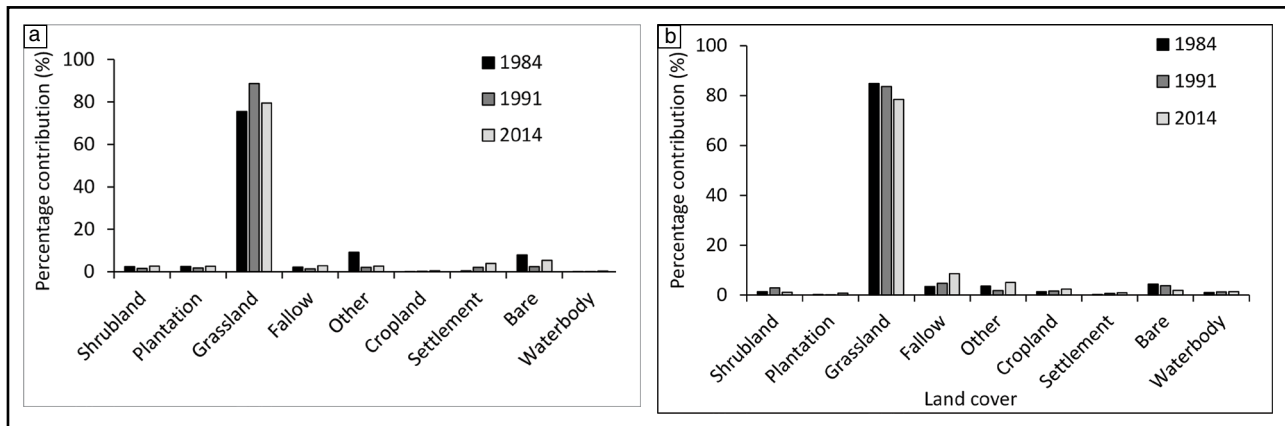 a
Percentage contribution (%)
100
80
60
40
20
0
1984
1991
2014
Shrubland
Plantation
Grassland
Fallow
Other
Cropland
Settlement
Bare
Waterbody
b
Percentage contribution (%)
100
80
60
40
20
0
1984
1991
2014
Shrubland
Plantation
Grassland
Fallow
Other
Cropland
Settlement
Bare
Waterbody
Land cover